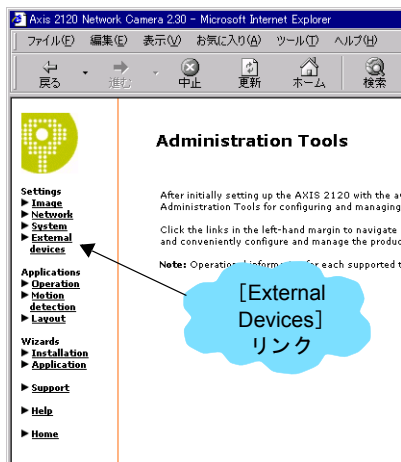 Axis 2120 Network Camera 2.30 - Microsoft Internet Explorer
ファイル(F) 編集(E) 表示(V) お気に入り(A) ツール(T) ヘルプ(H)
戻る 進む 中止 更新 ホーム 検索
Administration Tools
Settings
Image
Network
System
External
devices
After initially setting up the AXIS 2120 with the
Administration Tools for configuring and managing
Click the links in the left-hand margin to navigate
and conveniently configure and manage the produc
Note: Operational information for each supported t
Applications
Operation
Motion
detection
Layout
[External
Devices]
リンク
Wizards
Installation
Application
Support
Help
Home